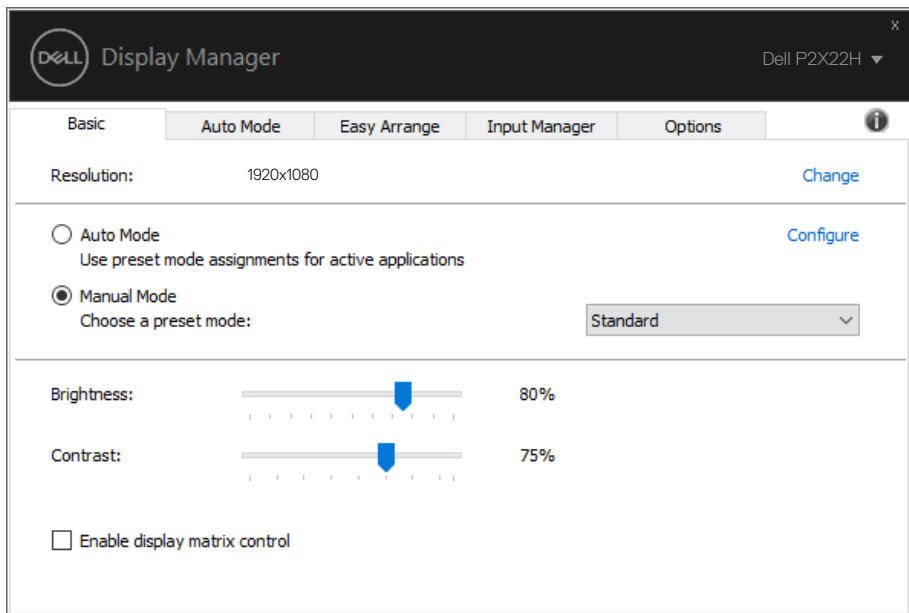 DELL Display Manager
x
Dell P2X22H
Basic Auto Mode Easy Arrange Input Manager Options i
Resolution: 1920x1080 Change
Auto Mode Configure
Use preset mode assignments for active applications
Manual Mode
Choose a preset mode: Standard
Brightness: 80%
Contrast: 75%
Enable display matrix control